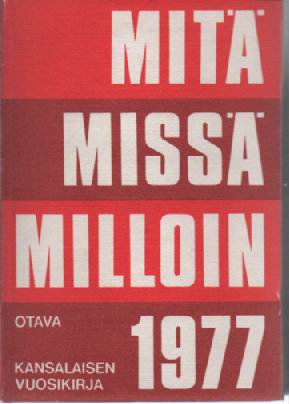 MITÄ
MISSÄ
MILLOIN
OTAVA
1977
KANSALAISEN
VUOSIKIRJA